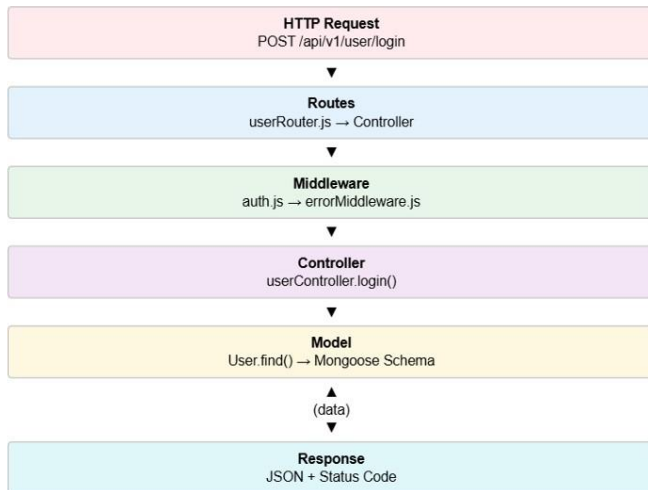 HTTP Request
POST /api/v1/user/login
▼
Routes
userRouter.js → Controller
▼
Middleware
auth.js → errorMiddleware.js
▼
Controller
userController.login()
▼
Model
User.find() → Mongoose Schema
▲
(data)
▼
Response
JSON + Status Code